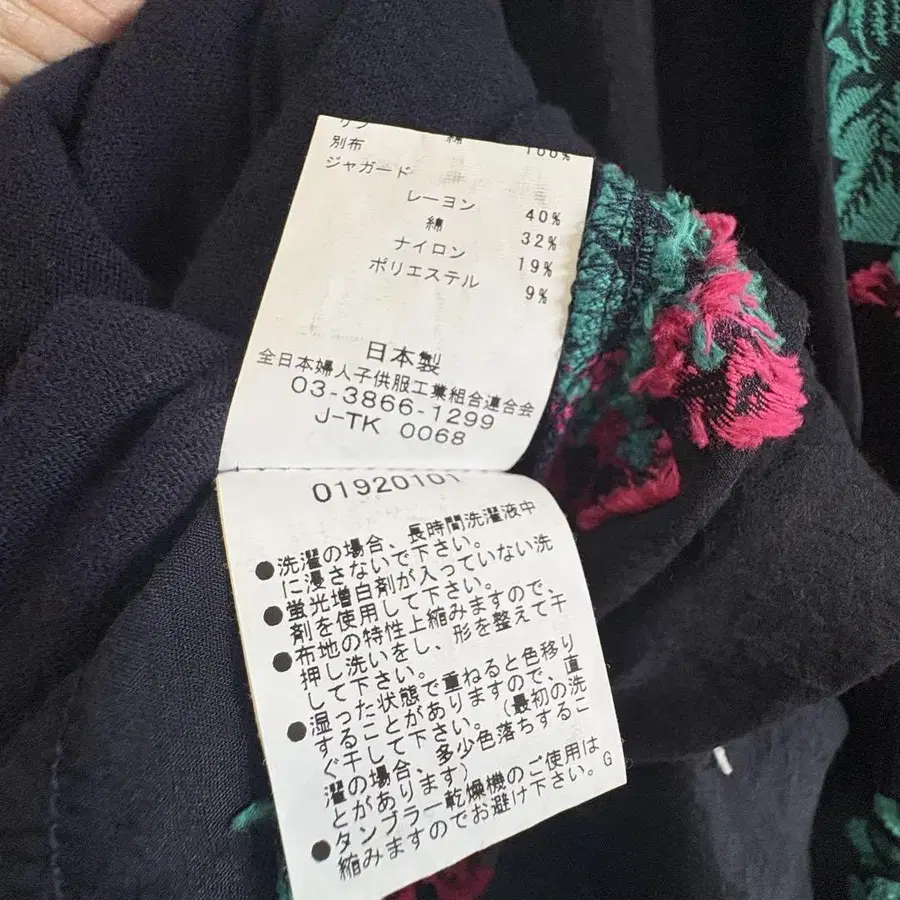 綿 100%
別布
ジャガード
レーヨン 40%
綿 32%
ナイロン 19%
ポリエステル 9%
日本製
全日本婦人子供服工業組合連合会
03-3866-1299
J-TK 0068
01920101
●洗濯の場合、長時間洗濯液中
に浸さないで下さい。
●蛍光増白剤が入っていない洗
剤を使用して下さい。
●布地の特性上縮みますので、
押し洗いをし、形を整えて干
して下さい。
●湿った状態で重ねると色移り
することがありますので、直
ぐ干して下さい。(最初の洗
濯の場合、多少色落ちするこ
とがあります)
●タンブラー乾燥機のご使用は
縮みますのでお避け下さい。G